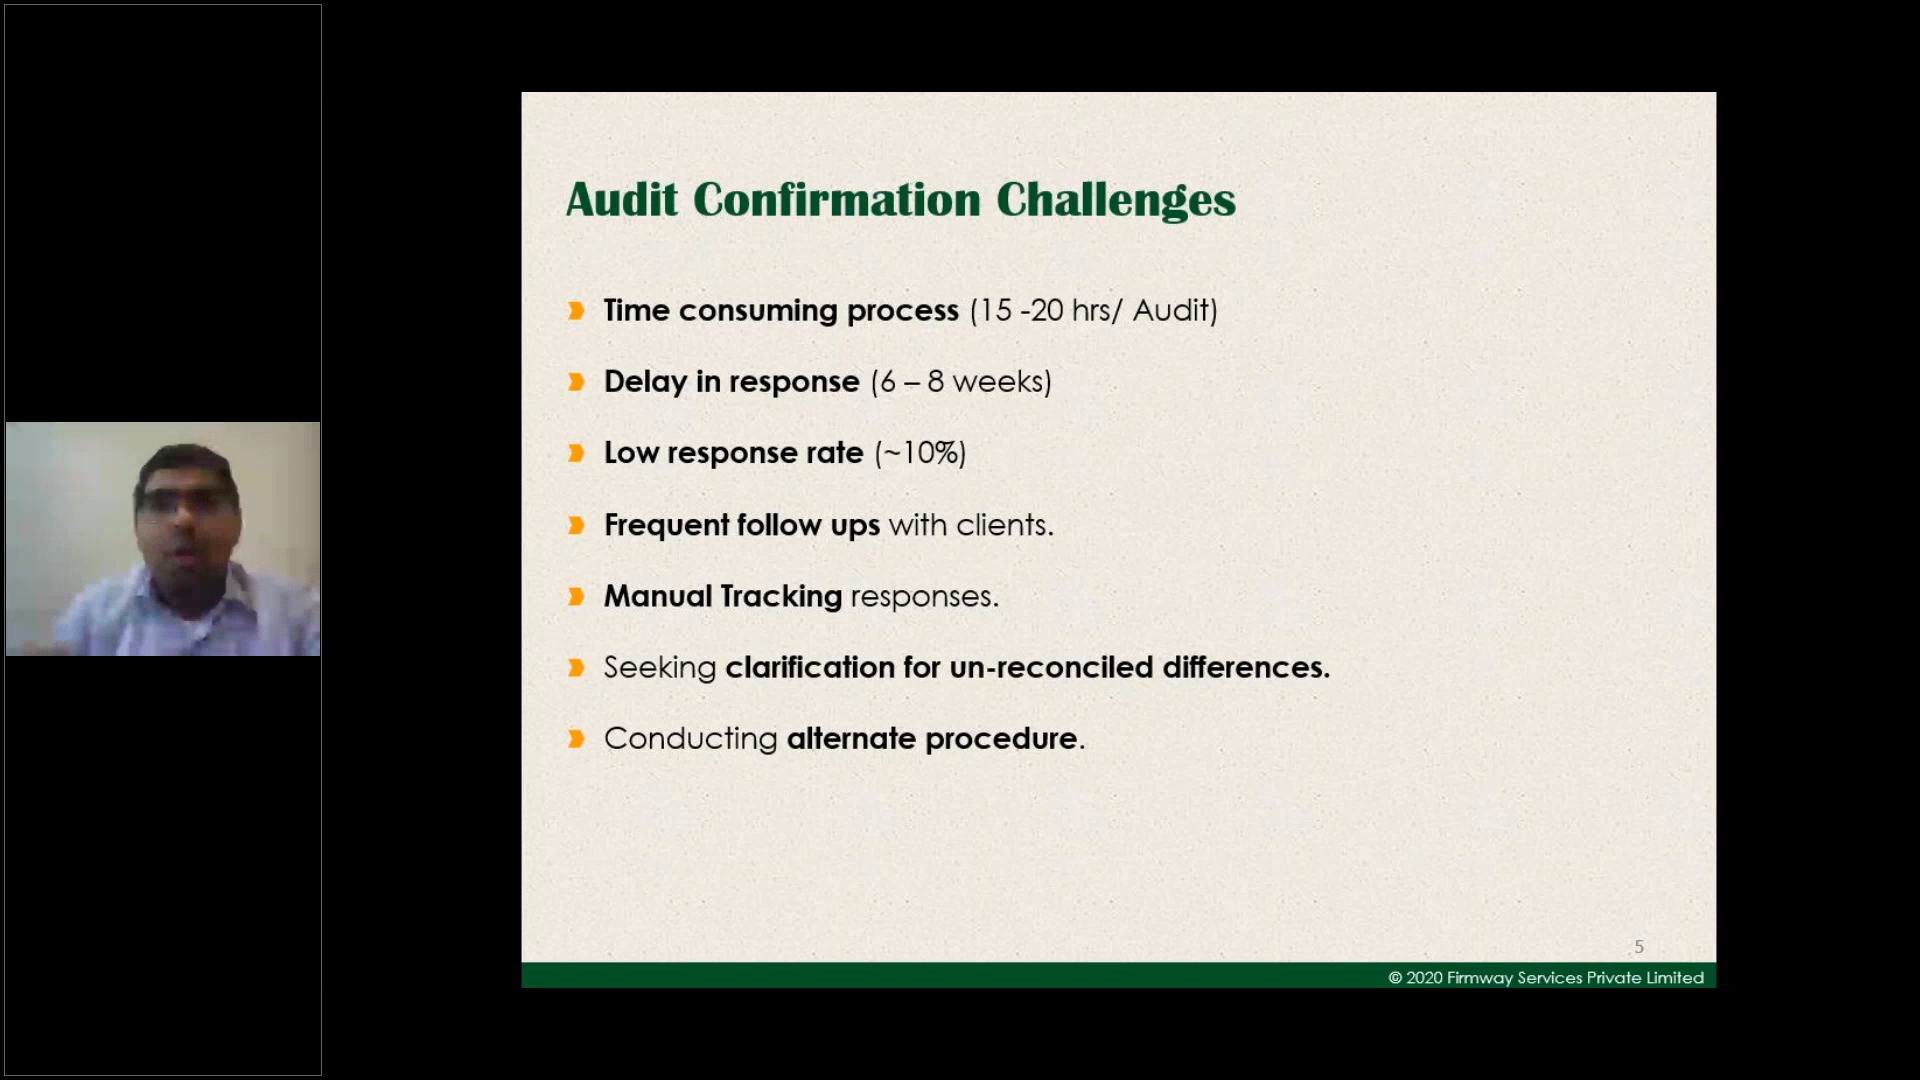 Audit Confirmation Challenges
Time consuming process (15 -20 hrs/ Audit)
Delay in response (6 – 8 weeks)
Low response rate (~10%)
Frequent follow ups with clients.
Manual Tracking responses.
Seeking clarification for un-reconciled differences.
Conducting alternate procedure.
5
© 2020 Firmway Services Private Limited